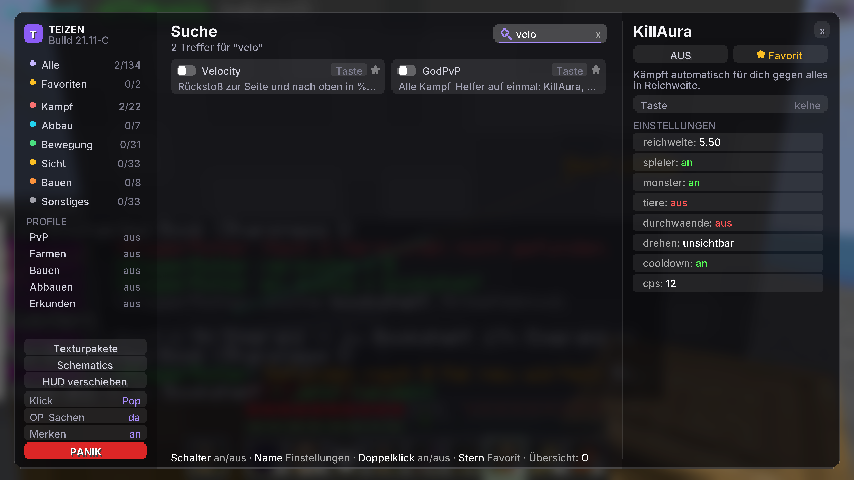 TEIZEN
Build 21.11-C
Alle 2/134
Favoriten 0/2
Kampf 2/22
Abbau 0/7
Bewegung 0/31
Sicht 0/33
Bauen 0/8
Sonstiges 0/33
PROFILE
PvP aus
Farmen aus
Bauen aus
Abbauen aus
Erkunden aus
Texturpakete
Schematics
HUD verschieben
Klick Pop
OP Sachen da
Merken an
PANIK
Suche
2 Treffer für "velo"
velo x
Velocity Taste
Rückstoß zur Seite und nach oben in %...
GodPvP Taste
Alle Kampf Helfer auf einmal: KillAura, ...
Schalter an/aus · Name Einstellungen · Doppelklick an/aus · Stern Favorit · Übersicht: O
KillAura x
AUS
Favorit
Kämpft automatisch für dich gegen alles
in Reichweite.
Taste keine
EINSTELLUNGEN
reichweite: 5.50
spieler: an
monster: an
tiere: aus
durchwaende: aus
drehen: unsichtbar
cooldown: an
cps: 12